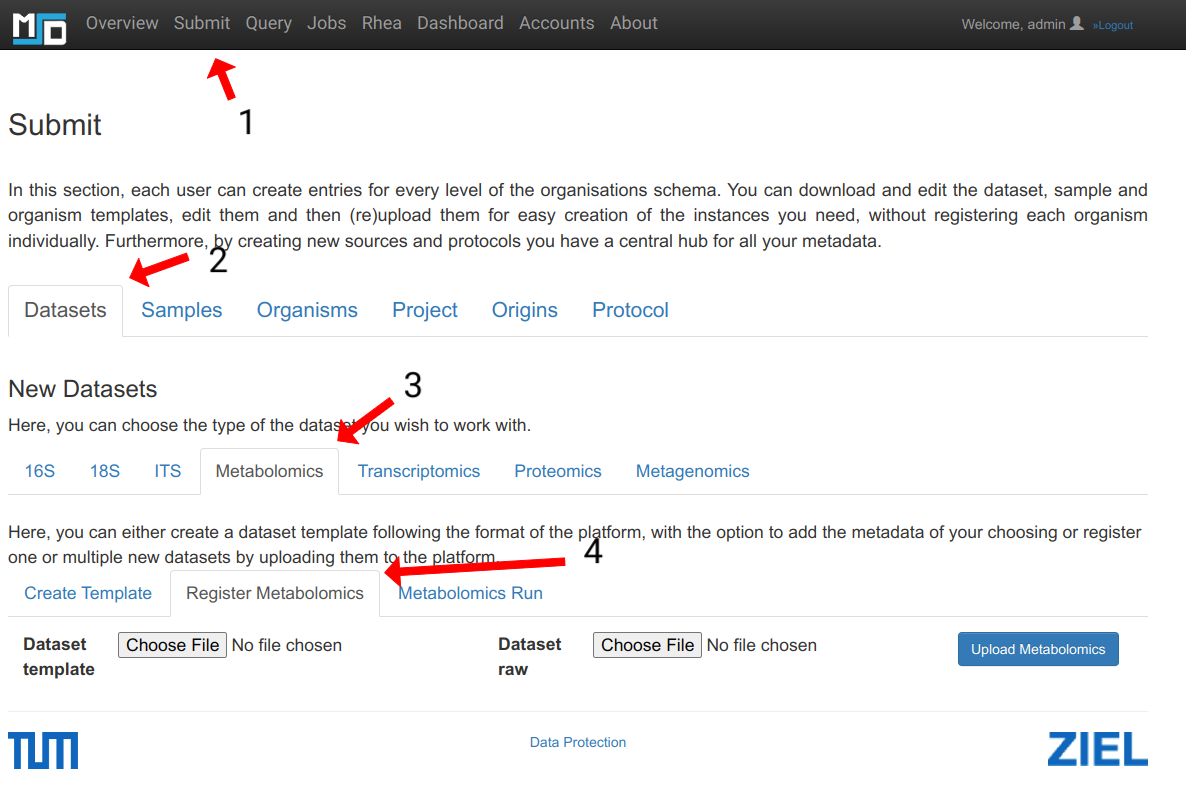 MSD Overview Submit Query Jobs Rhea Dashboard Accounts About Welcome, admin »Logout
1
Submit
In this section, each user can create entries for every level of the organisations schema. You can download and edit the dataset, sample and
organism templates, edit them and then (re)upload them for easy creation of the instances you need, without registering each organism
individually. Furthermore, by creating new sources and protocols you have a central hub for all your metadata.
2
Datasets Samples Organisms Project Origins Protocol
3
New Datasets
Here, you can choose the type of the dataset you wish to work with.
16S 18S ITS Metabolomics Transcriptomics Proteomics Metagenomics
Here, you can either create a dataset template following the format of the platform, with the option to add the metadata of your choosing or register
one or multiple new datasets by uploading them to the platform
4
Create Template Register Metabolomics Metabolomics Run
Dataset template Choose File No file chosen Dataset raw Choose File No file chosen Upload Metabolomics
TUM Data Protection ZIEL